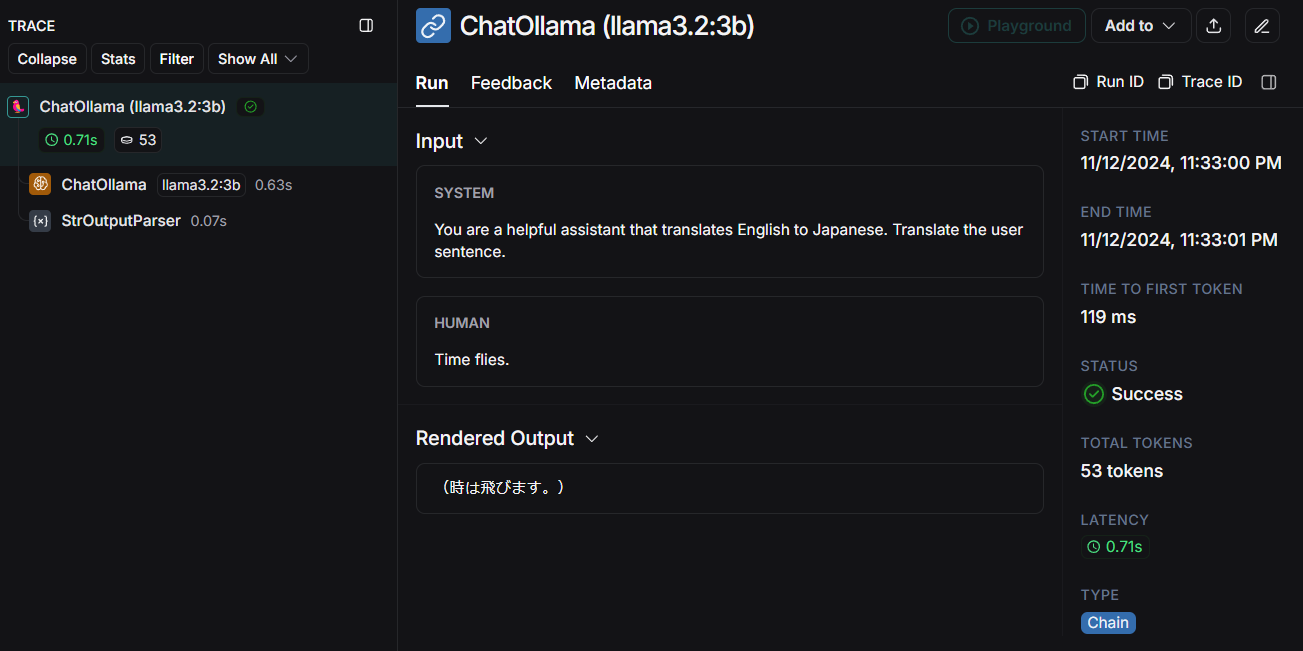 TRACE
Collapse
Stats
Filter
Show All
ChatOllama (llama3.2:3b)
0.71s
53
ChatOllama
llama3.2:3b
0.63s
{x}
StrOutputParser
0.07s
ChatOllama (llama3.2:3b)
Playground
Add to
Run
Feedback
Metadata
Run ID
Trace ID
Input
SYSTEM
You are a helpful assistant that translates English to Japanese. Translate the user
sentence.
HUMAN
Time flies.
Rendered Output
（時は飛びます。）
START TIME
11/12/2024, 11:33:00 PM
END TIME
11/12/2024, 11:33:01 PM
TIME TO FIRST TOKEN
119 ms
STATUS
Success
TOTAL TOKENS
53 tokens
LATENCY
0.71s
TYPE
Chain